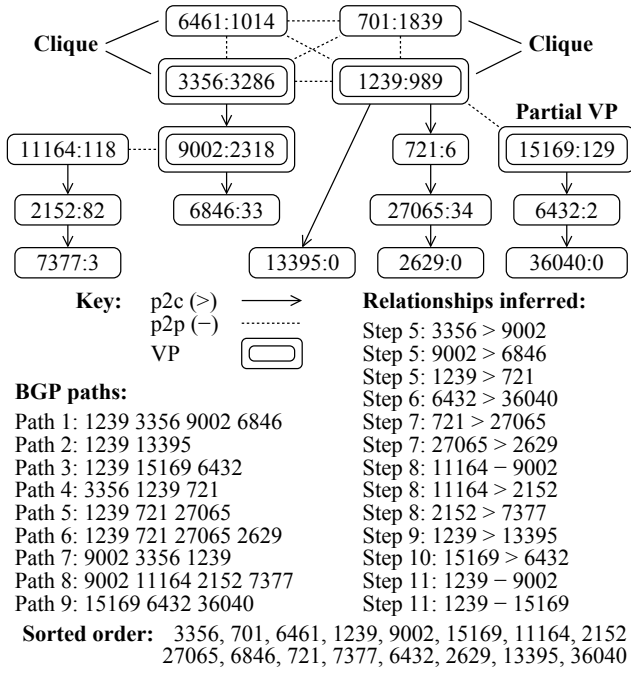 6461:1014 701:1839
Clique Clique
3356:3286 1239:989
Partial VP
11164:118 9002:2318 721:6 15169:129
2152:82 6846:33 27065:34 6432:2
7377:3 13395:0 2629:0 36040:0
Key: p2c (>)
p2p (−)
VP
BGP paths:
Path 1: 1239 3356 9002 6846
Path 2: 1239 13395
Path 3: 1239 15169 6432
Path 4: 3356 1239 721
Path 5: 1239 721 27065
Path 6: 1239 721 27065 2629
Path 7: 9002 3356 1239
Path 8: 9002 11164 2152 7377
Path 9: 15169 6432 36040
Relationships inferred:
Step 5: 3356 > 9002
Step 5: 9002 > 6846
Step 5: 1239 > 721
Step 6: 6432 > 36040
Step 7: 721 > 27065
Step 7: 27065 > 2629
Step 8: 11164 − 9002
Step 8: 11164 > 2152
Step 8: 2152 > 7377
Step 9: 1239 > 13395
Step 10: 15169 > 6432
Step 11: 1239 − 9002
Step 11: 1239 − 15169
Sorted order: 3356, 701, 6461, 1239, 9002, 15169, 11164, 2152
27065, 6846, 721, 7377, 6432, 2629, 13395, 36040